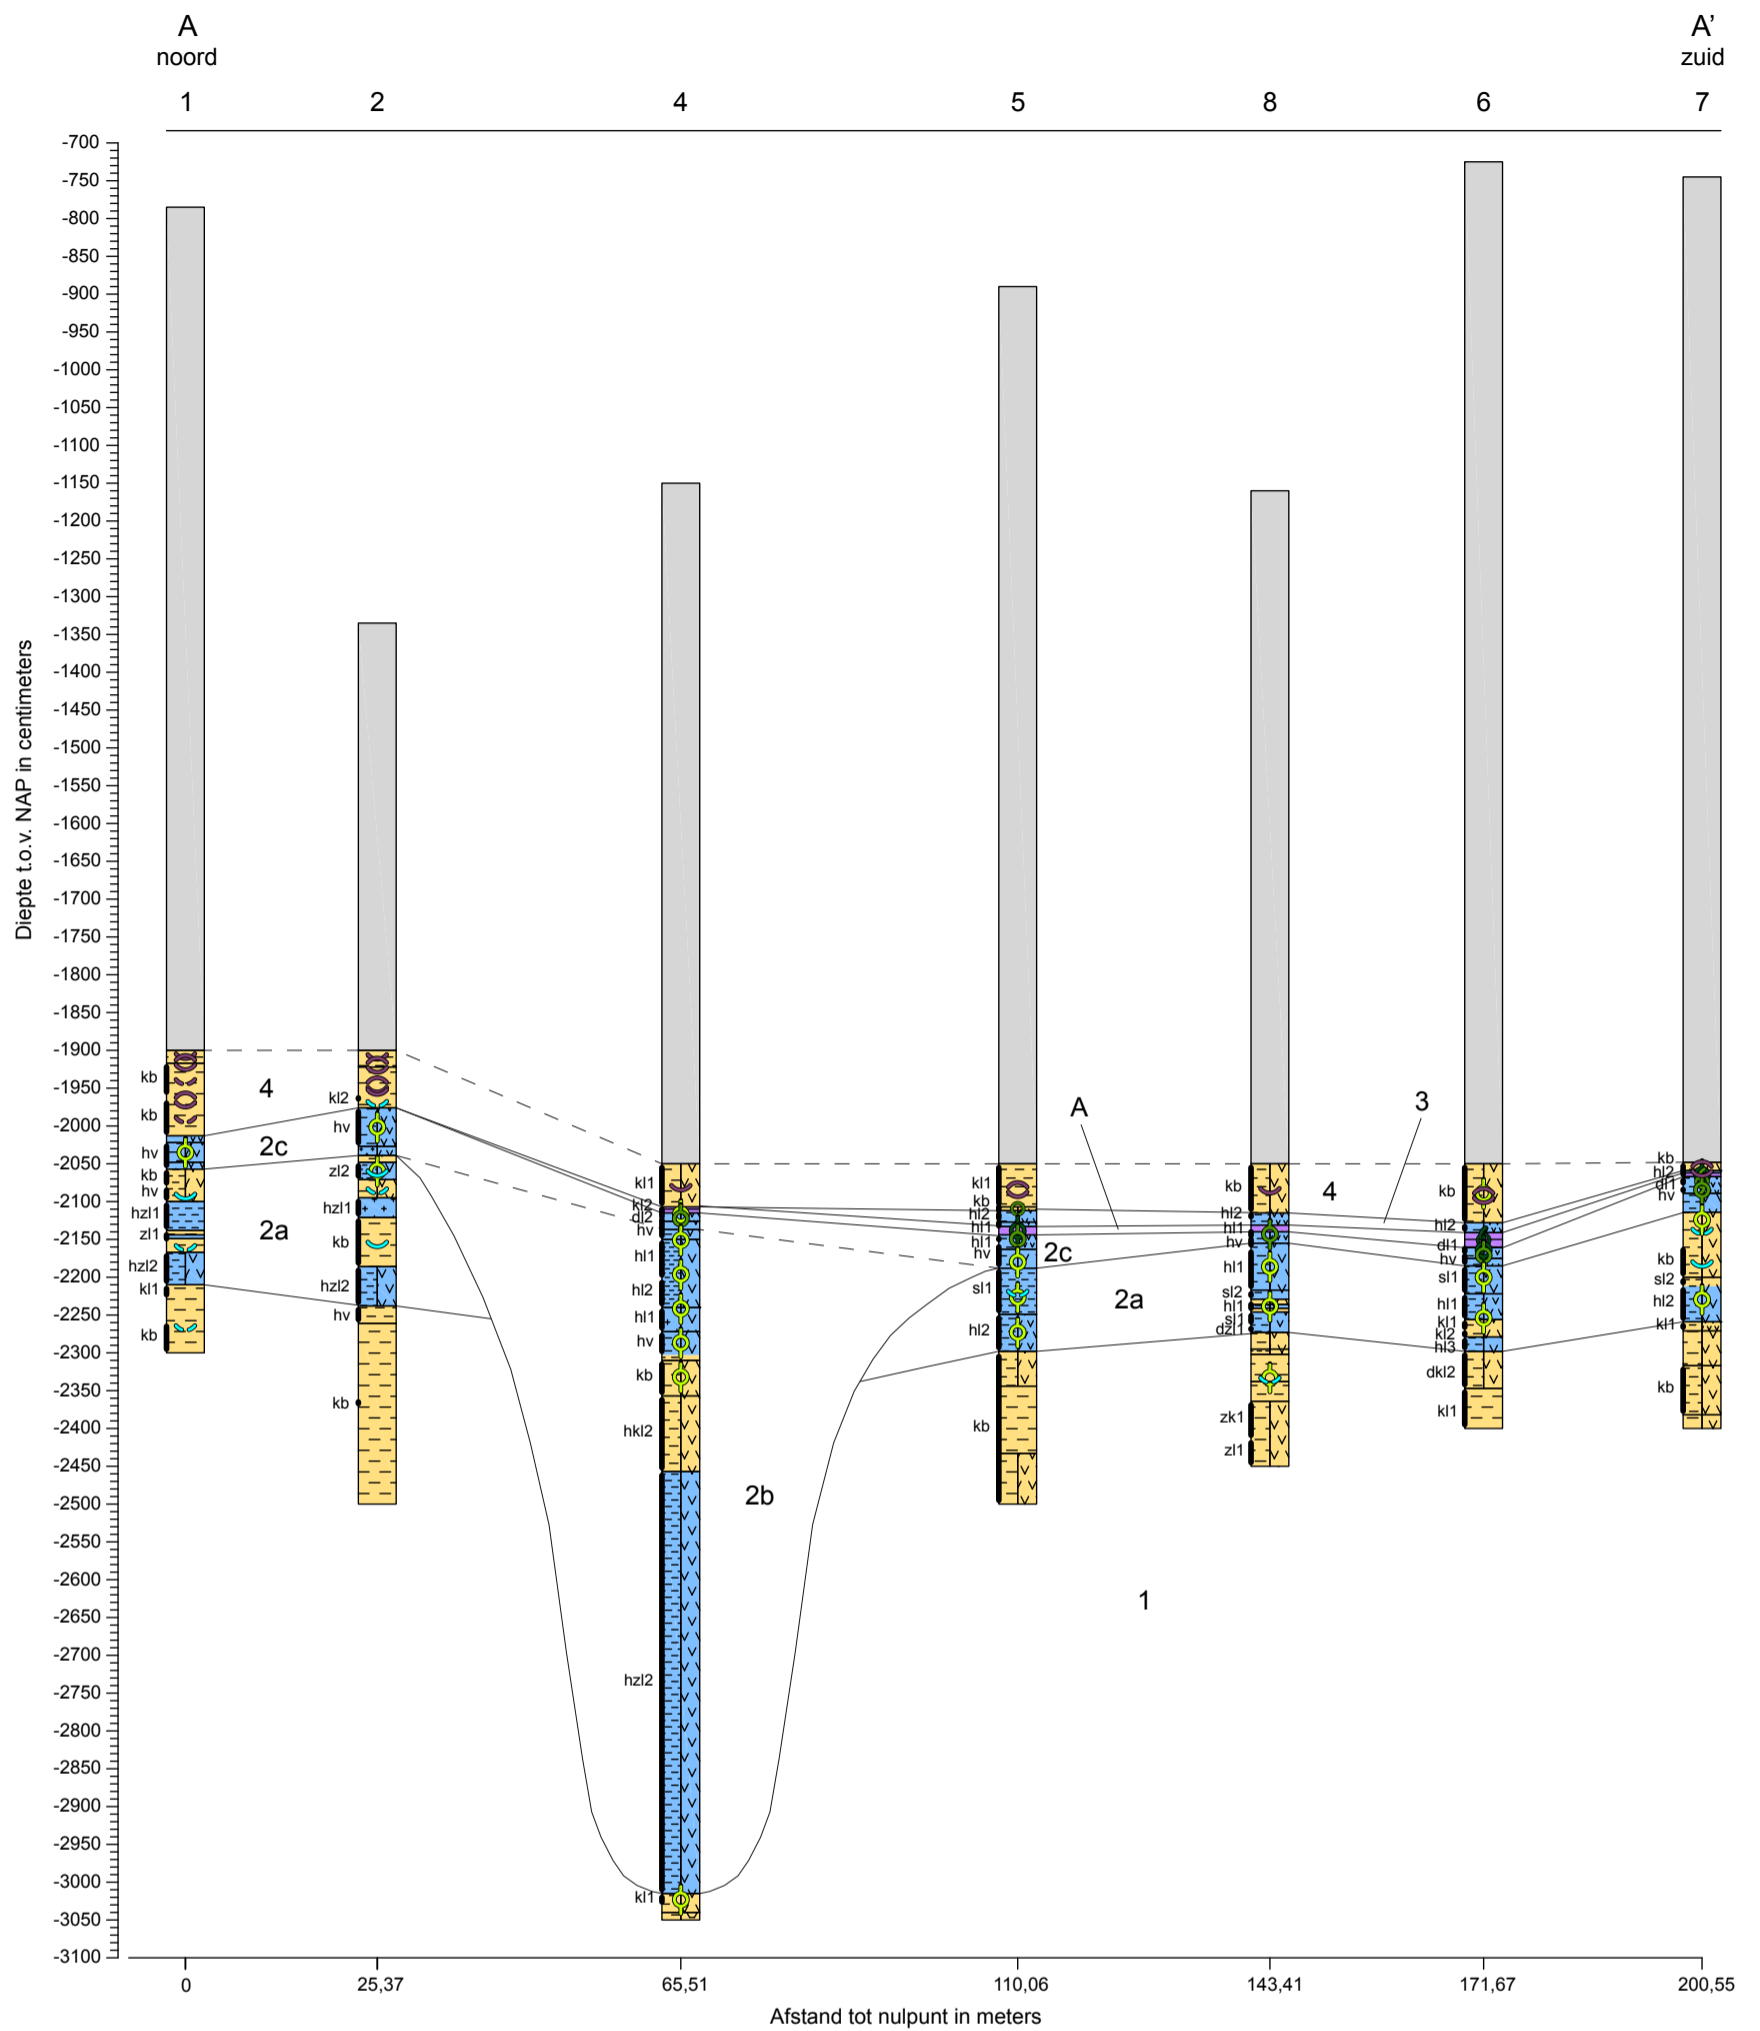 A
A’
noord
zuid
1
2
4
5
8
6
7
-700
-750
-800
-850
-900
-950
-1000
-1050
-1100
-1150
-1200
-1250
-1300
-1350
-1400
-1450
-1500
-1550
-1600
-1650
-1700
-1750
-1800
-1850
-1900
-1950
-2000
-2050
-2100
-2150
-2200
-2250
-2300
-2350
-2400
-2450
-2500
-2550
-2600
-2650
-2700
-2750
-2800
-2850
-2900
-2950
-3000
-3050
-3100
Diepte t.o.v. NAP in centimeters
kb
kb
hv
kb
hv
hzl1
zl1
hzl2
kl1
kb
4
2c
2a
kl2
hv
zl2
hzl1
kb
hzl2
hv
kb
kl1
kl2
dl2
hv
hl1
hl2
hl1
hv
kb
hkl2
hzl2
kl1
2b
kl1
kb
hl2
hl1
hl1
hv
sl1
hl2
kb
A
2c
2a
1
kb
hl2
hl1
hv
hl1
sl2
hl1
sl1
dzl1
zk1
zl1
3
4
kb
hl2
dl1
hv
sl1
hl1
kl1
kl2
hl3
dkl2
kl1
kb
hl2
dl1
hv
kb
sl2
hl2
kl1
kb
0
25,37
65,51
110,06
143,41
171,67
200,55
Afstand tot nulpunt in meters